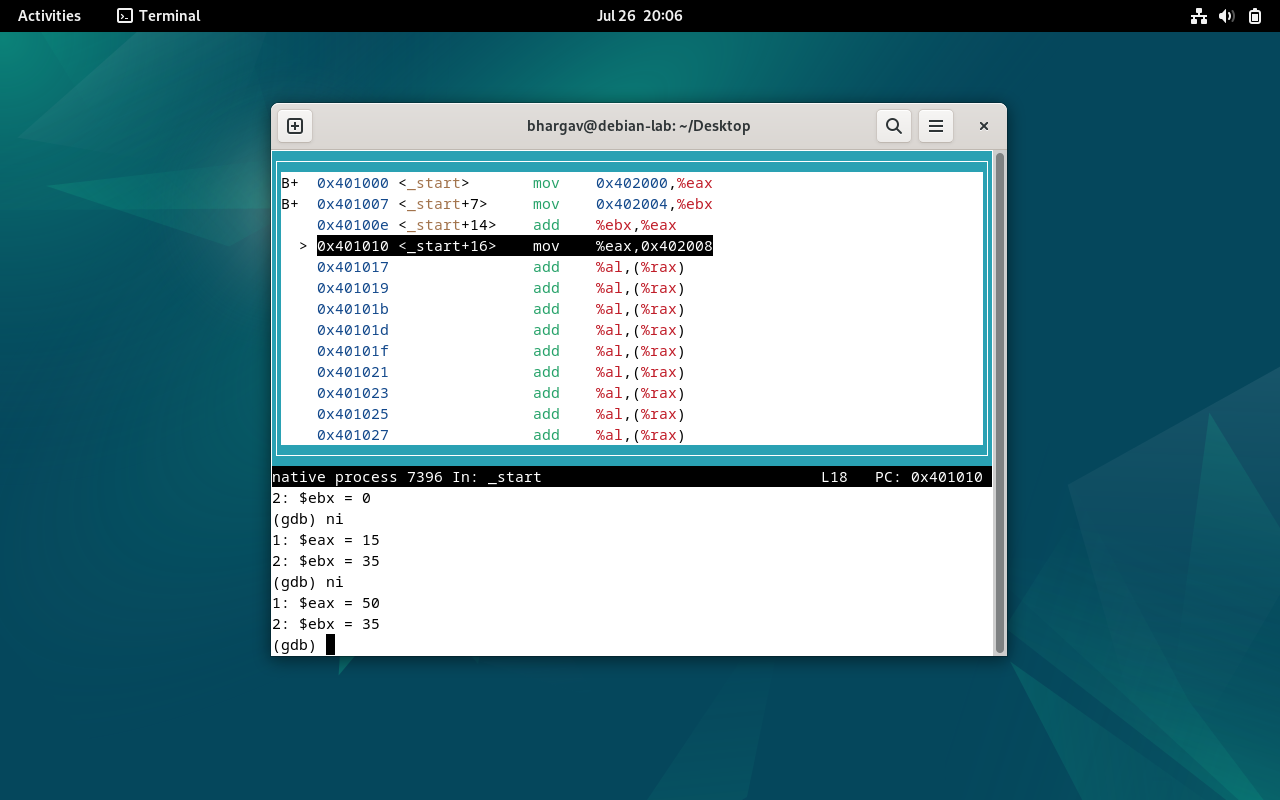 Activities Terminal Jul 26 20:06
bhargav@debian-lab: ~/Desktop
B+ 0x401000 <_start> mov 0x402000,%eax
B+ 0x401007 <_start+7> mov 0x402004,%ebx
0x40100e <_start+14> add %ebx,%eax
> 0x401010 <_start+16> mov %eax,0x402008
0x401017 add %al,(%rax)
0x401019 add %al,(%rax)
0x40101b add %al,(%rax)
0x40101d add %al,(%rax)
0x40101f add %al,(%rax)
0x401021 add %al,(%rax)
0x401023 add %al,(%rax)
0x401025 add %al,(%rax)
0x401027 add %al,(%rax)
native process 7396 In: _start L18 PC: 0x401010
2: $ebx = 0
(gdb) ni
1: $eax = 15
2: $ebx = 35
(gdb) ni
1: $eax = 50
2: $ebx = 35
(gdb)